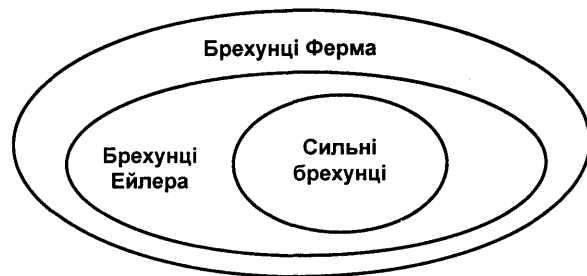 Брехунці Ферма
Брехунці
Ейлера
Сильні
брехунці